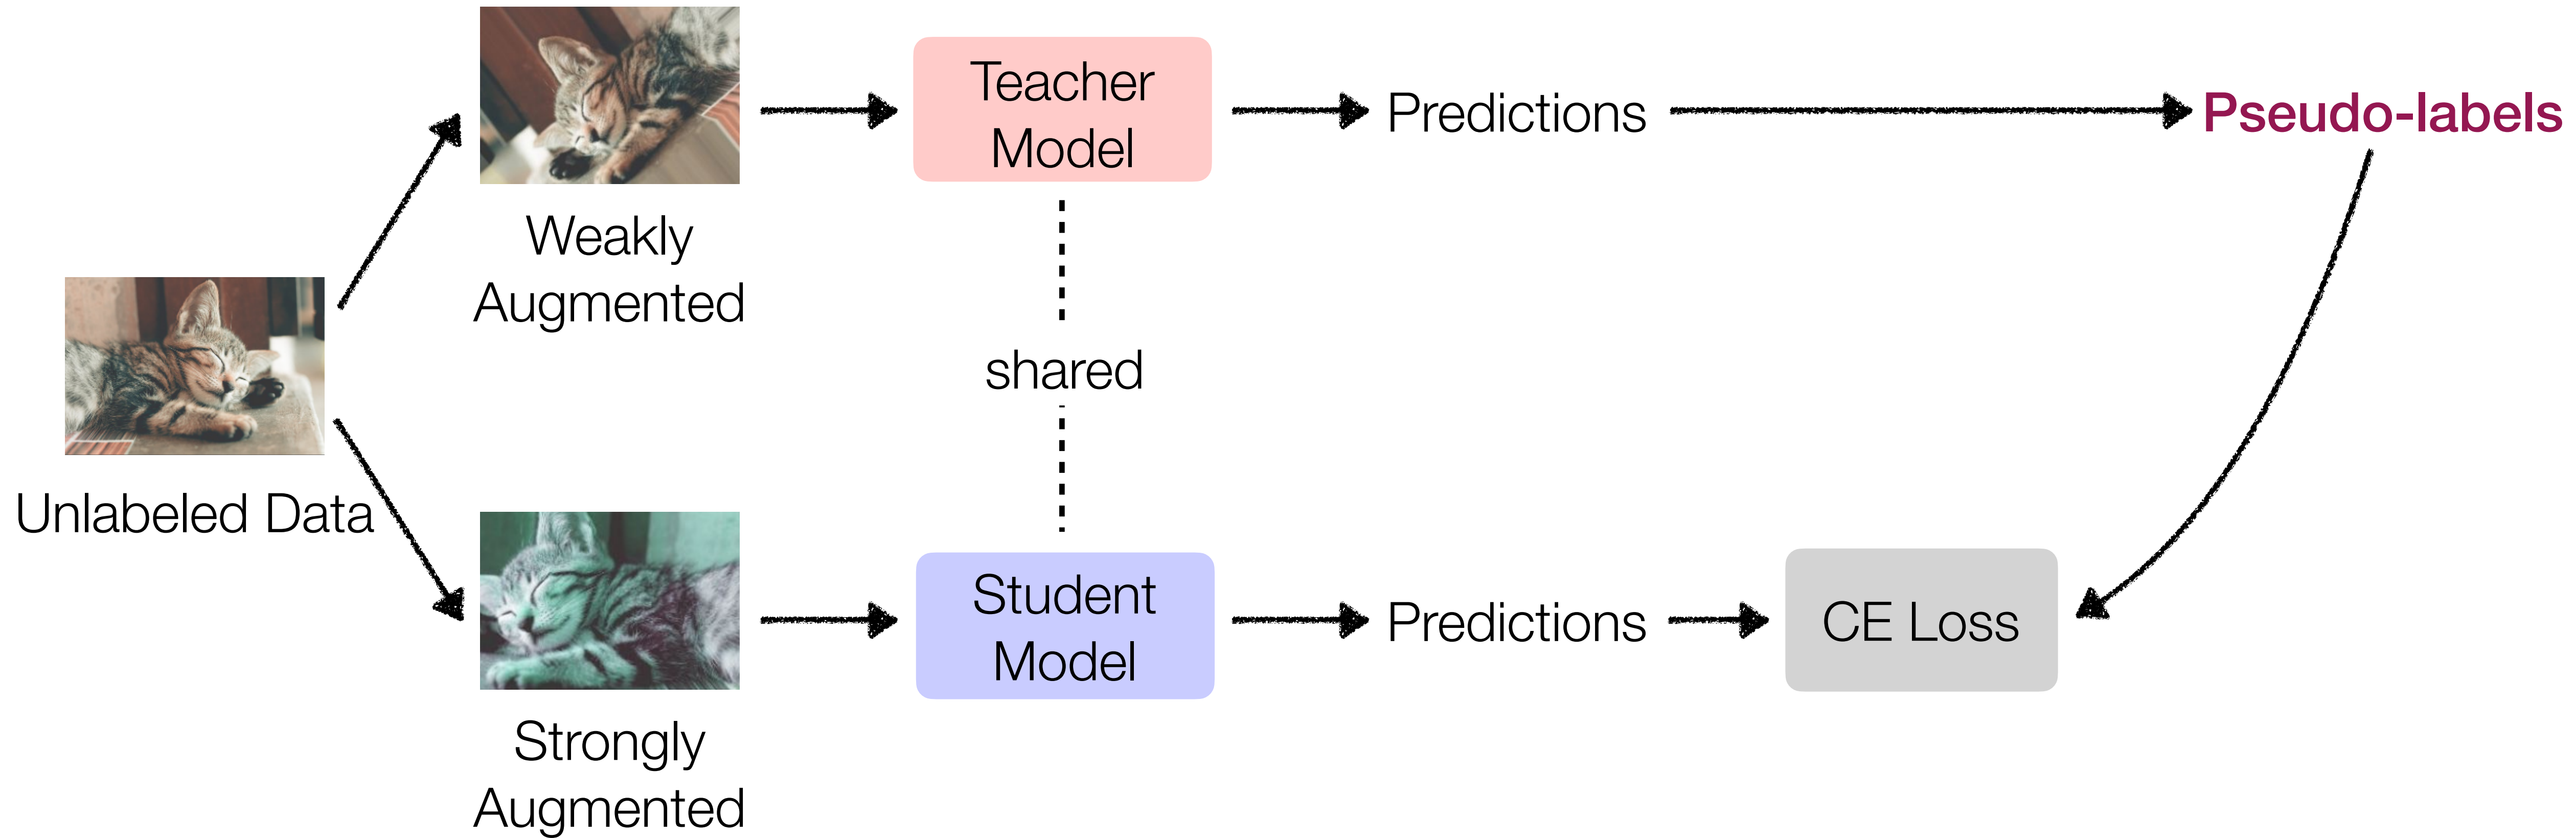 Teacher
Model
Predictions
Pseudo-labels
Weakly
Augmented
shared
Unlabeled Data
Student
Model
Predictions
CE Loss
Strongly
Augmented